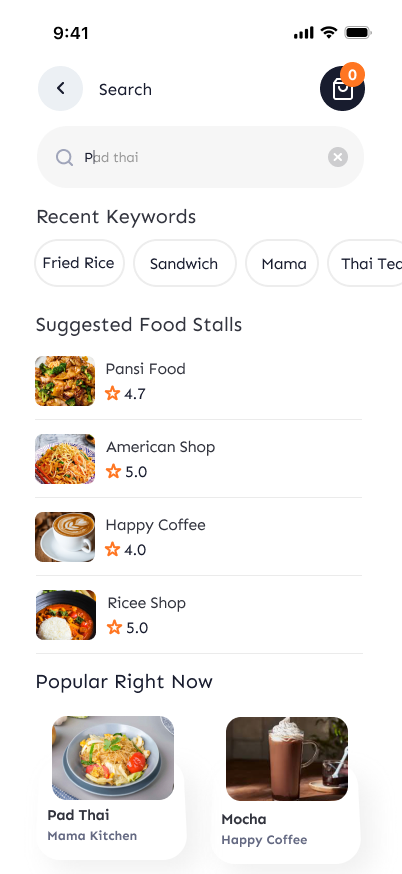 9:41
0
Search
Pad thai
Recent Keywords
Fried Rice
Sandwich
Mama
Thai Tea
Suggested Food Stalls
Pansi Food
4.7
American Shop
5.0
Happy Coffee
4.0
Ricee Shop
5.0
Popular Right Now
Pad Thai
Mama Kitchen
Mocha
Happy Coffee